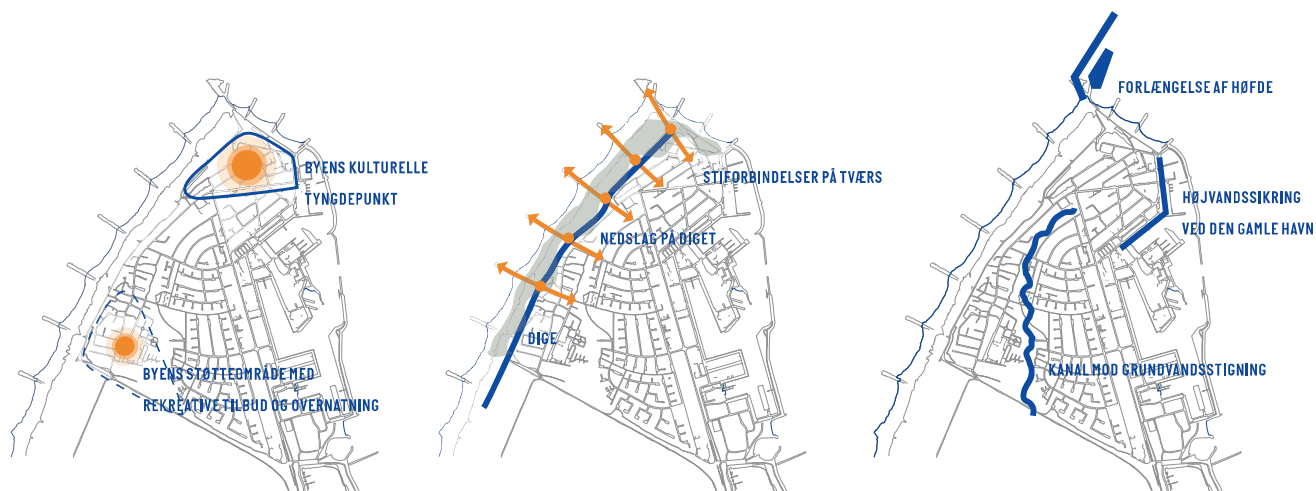 BYENS KULTURELLE
TYNGDEPUNKT
BYENS STØTTEOMRÅDE MED
REKREATIVE TILBUD OG OVERNATNING
STIFORBINDELSER PÅ TVÆRS
NEDSLAG PÅ DIGET
DIGE
FORLÆNGELSE AF HØFDE
HØJVANDSSIKRING
VED DEN GAMLE HAVN
KANAL MOD GRUNDVANDSSTIGNING